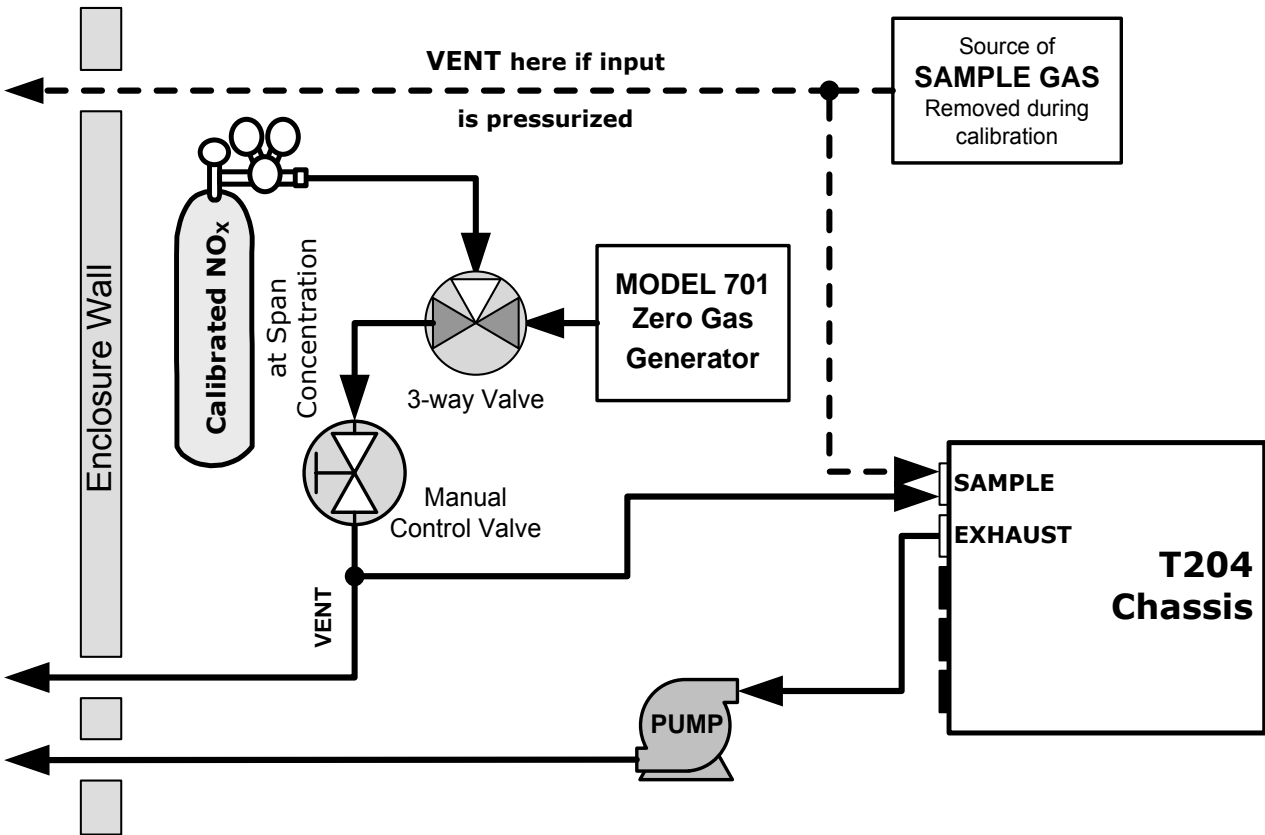 VENT here if input
is pressurized
Source of
SAMPLE GAS
Removed during
calibration
Enclosure Wall
Calibrated NOX
at Span
Concentration
MODEL 701
Zero Gas
Generator
3-way Valve
Manual
Control Valve
SAMPLE
EXHAUST
T204
Chassis
VENT
PUMP